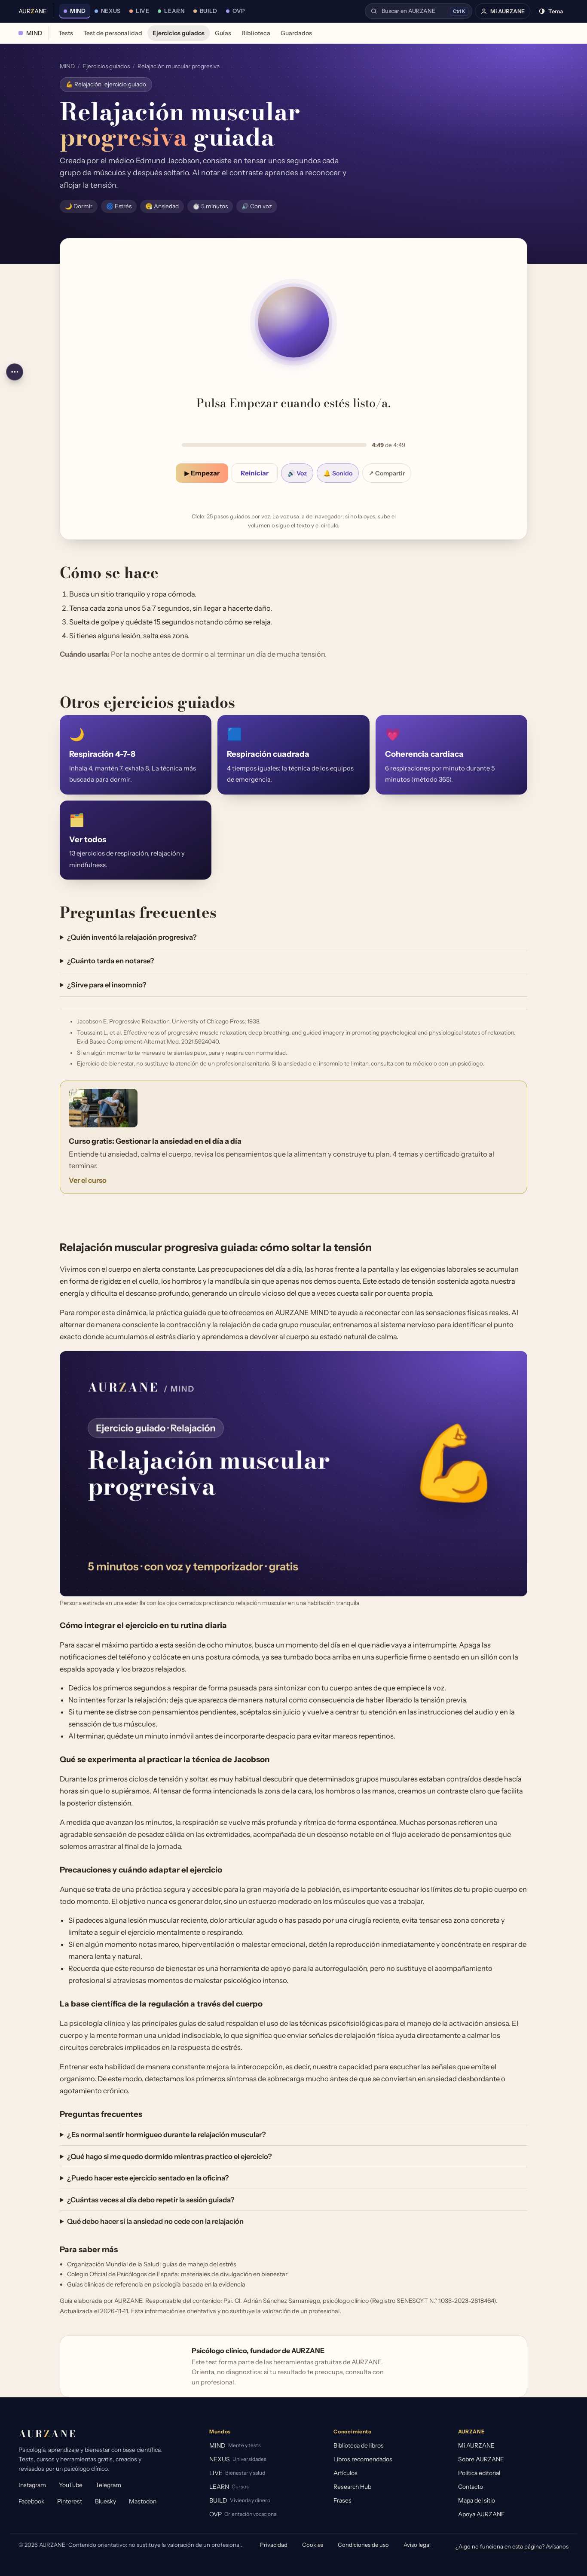 AURZANE
MIND
NEXUS
LIVE
LEARN
BUILD
OVP
Buscar en AURZANE
Ctrl K
Mi AURZANE
Tema
MIND
Tests
Test de personalidad
Ejercicios guiados
Guías
Biblioteca
Guardados
MIND / Ejercicios guiados / Relajación muscular progresiva
Relajación · ejercicio guiado
Relajación muscular
progresiva guiada
Creada por el médico Edmund Jacobson, consiste en tensar unos segundos cada
grupo de músculos y después soltarlo. Al notar el contraste aprendes a reconocer y
aflojar la tensión.
Dormir
Estrés
Ansiedad
5 minutos
Con voz
Pulsa Empezar cuando estés listo/a.
4:49 de 4:49
▶ Empezar
Reiniciar
Voz
Sonido
↗ Compartir
Ciclo: 25 pasos guiados por voz. La voz usa la del navegador; si no la oyes, sube el
volumen o sigue el texto y el círculo.
Cómo se hace
1. Busca un sitio tranquilo y ropa cómoda.
2. Tensa cada zona unos 5 a 7 segundos, sin llegar a hacerte daño.
3. Suelta de golpe y quédate 15 segundos notando cómo se relaja.
4. Si tienes alguna lesión, salta esa zona.
Cuándo usarla: Por la noche antes de dormir o al terminar un día de mucha tensión.
Otros ejercicios guiados
Respiración 4-7-8
Inhala 4, mantén 7, exhala 8. La técnica más
buscada para dormir.
Respiración cuadrada
4 tiempos iguales: la técnica de los equipos
de emergencia.
Coherencia cardiaca
6 respiraciones por minuto durante 5
minutos (método 365).
Ver todos
13 ejercicios de respiración, relajación y
mindfulness.
Preguntas frecuentes
¿Quién inventó la relajación progresiva?
¿Cuánto tarda en notarse?
¿Sirve para el insomnio?
Jacobson E. Progressive Relaxation. University of Chicago Press; 1938.
Toussaint L, et al. Effectiveness of progressive muscle relaxation, deep breathing, and guided imagery in promoting psychological and physiological states of relaxation.
Evid Based Complement Alternat Med. 2021;5924040.
Si en algún momento te mareas o te sientes peor, para y respira con normalidad.
Ejercicio de bienestar, no sustituye la atención de un profesional sanitario. Si la ansiedad o el insomnio te limitan, consulta con tu médico o con un psicólogo.
Curso gratis: Gestionar la ansiedad en el día a día
Entiende tu ansiedad, calma el cuerpo, revisa los pensamientos que la alimentan y construye tu plan. 4 temas y certificado gratuito al
terminar.
Ver el curso
Relajación muscular progresiva guiada: cómo soltar la tensión
Vivimos con el cuerpo en alerta constante. Las preocupaciones del día a día, las horas frente a la pantalla y las exigencias laborales se acumulan
en forma de rigidez en el cuello, los hombros y la mandíbula sin que apenas nos demos cuenta. Este estado de tensión sostenida agota nuestra
energía y dificulta el descanso profundo, generando un círculo vicioso del que a veces cuesta salir por cuenta propia.
Para romper esta dinámica, la práctica guiada que te ofrecemos en AURZANE MIND te ayuda a reconectar con las sensaciones físicas reales. Al
alternar de manera consciente la contracción y la relajación de cada grupo muscular, entrenamos al sistema nervioso para identificar el punto
exacto donde acumulamos el estrés diario y aprendemos a devolver al cuerpo su estado natural de calma.
AURZANE / MIND
Ejercicio guiado · Relajación
Relajación muscular
progresiva
5 minutos · con voz y temporizador · gratis
Persona estirada en una esterilla con los ojos cerrados practicando relajación muscular en una habitación tranquila
Cómo integrar el ejercicio en tu rutina diaria
Para sacar el máximo partido a esta sesión de ocho minutos, busca un momento del día en el que nadie vaya a interrumpirte. Apaga las
notificaciones del teléfono y colócate en una postura cómoda, ya sea tumbado boca arriba en una superficie firme o sentado en un sillón con la
espalda apoyada y los brazos relajados.
Dedica los primeros segundos a respirar de forma pausada para sintonizar con tu cuerpo antes de que empiece la voz.
No intentes forzar la relajación; deja que aparezca de manera natural como consecuencia de haber liberado la tensión previa.
Si tu mente se distrae con pensamientos pendientes, acéptalos sin juicio y vuelve a centrar tu atención en las instrucciones del audio y en la
sensación de tus músculos.
Al terminar, quédate un minuto inmóvil antes de incorporarte despacio para evitar mareos repentinos.
Qué se experimenta al practicar la técnica de Jacobson
Durante los primeros ciclos de tensión y soltar, es muy habitual descubrir que determinados grupos musculares estaban contraídos desde hacía
horas sin que lo supiéramos. Al tensar de forma momentánea la zona de la cara, los hombros o las manos, creamos un contraste claro que facilita
la posterior distensión.
A medida que avanzan los minutos, la respiración se vuelve más profunda y rítmica de forma espontánea. Muchas personas refieren una
agradable sensación de pesadez cálida en las extremidades, acompañada de un descenso notable en el flujo acelerado de pensamientos que
solemos arrastrar al final de la jornada.
Precauciones y cuándo adaptar el ejercicio
Aunque se trata de una práctica segura y accesible para la gran mayoría de la población, es importante escuchar los límites de tu propio cuerpo en
todo momento. El objetivo nunca es generar dolor, sino un esfuerzo moderado en los músculos que vas a trabajar.
Si padeces alguna lesión muscular reciente, dolor articular agudo o has pasado por una cirugía reciente, evita tensar esa zona concreta y
limítate a seguir el ejercicio mentalmente o respirando.
Si en algún momento notas mareo, hiperventilación o malestar emocional, detén la reproducción inmediatamente y concéntrate en respirar de
manera lenta y natural.
Recuerda que este recurso de bienestar es una herramienta de apoyo para la autorregulación, pero no sustituye el acompañamiento
profesional si atraviesas momentos de malestar psicológico intenso.
La base científica de la regulación a través del cuerpo
La psicología clínica y las principales guías de salud respaldan el uso de las técnicas psicofisiológicas para el manejo de la activación ansiosa. El
cuerpo y la mente forman un unidad indisociable, lo que significa que enviar señales de relajación física ayuda directamente a calmar los
circuitos cerebrales implicados en la respuesta de estrés.
Entrenar esta habilidad de manera constante mejora la interocepción, es decir, nuestra capacidad para escuchar las señales que emite el
organismo. De este modo, detectamos los primeros síntomas de sobrecarga mucho antes de que se conviertan en ansiedad desbordante o
agotamiento crónico.
Preguntas frecuentes
¿Es normal sentir hormigueo durante la relajación muscular?
¿Qué hago si me quedo dormido mientras practico el ejercicio?
¿Puedo hacer este ejercicio sentado en la oficina?
¿Cuántas veces al día debo repetir la sesión guiada?
Qué debo hacer si la ansiedad no cede con la relajación
Para saber más
Organización Mundial de la Salud: guías de manejo del estrés
Colegio Oficial de Psicólogos de España: materiales de divulgación en bienestar
Guías clínicas de referencia en psicología basada en la evidencia
Guía elaborada por AURZANE. Responsable del contenido: Psi. Cl. Adrián Sánchez Samaniego, psicólogo clínico (Registro SENESCYT N.º 1033-2023-2618464).
Actualizada el 2026-11-11. Esta información es orientativa y no sustituye la valoración de un profesional.
Psicólogo clínico, fundador de AURZANE
Este test forma parte de las herramientas gratuitas de AURZANE.
Orienta, no diagnostica: si tu resultado te preocupa, consulta con
un profesional.
AURZANE
Psicología, aprendizaje y bienestar con base científica.
Tests, cursos y herramientas gratis, creados y
revisados por un psicólogo clínico.
Instagram
YouTube
Telegram
Facebook
Pinterest
Bluesky
Mastodon
Mundos
MIND Mente y tests
NEXUS Universidades
LIVE Bienestar y salud
LEARN Cursos
BUILD Vivienda y dinero
OVP Orientación vocacional
Conocimiento
Biblioteca de libros
Libros recomendados
Artículos
Research Hub
Frases
AURZANE
Mi AURZANE
Sobre AURZANE
Política editorial
Contacto
Mapa del sitio
Apoya AURZANE
© 2026 AURZANE · Contenido orientativo: no sustituye la valoración de un profesional.
Privacidad
Cookies
Condiciones de uso
Aviso legal
¿Algo no funciona en esta página? Avísanos